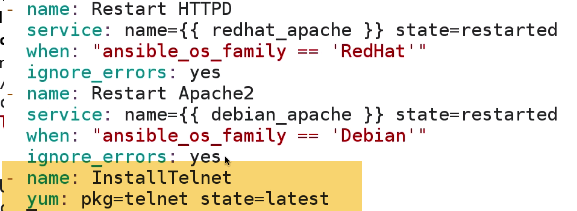 - name: Restart HTTPD
service: name={{ redhat_apache }} state=restarted
when: "ansible_os_family == 'RedHat'"
ignore_errors: yes
- name: Restart Apache2
service: name={{ debian_apache }} state=restarted
when: "ansible_os_family == 'Debian'"
ignore_errors: yes
- name: InstallTelnet
yum: pkg=telnet state=latest